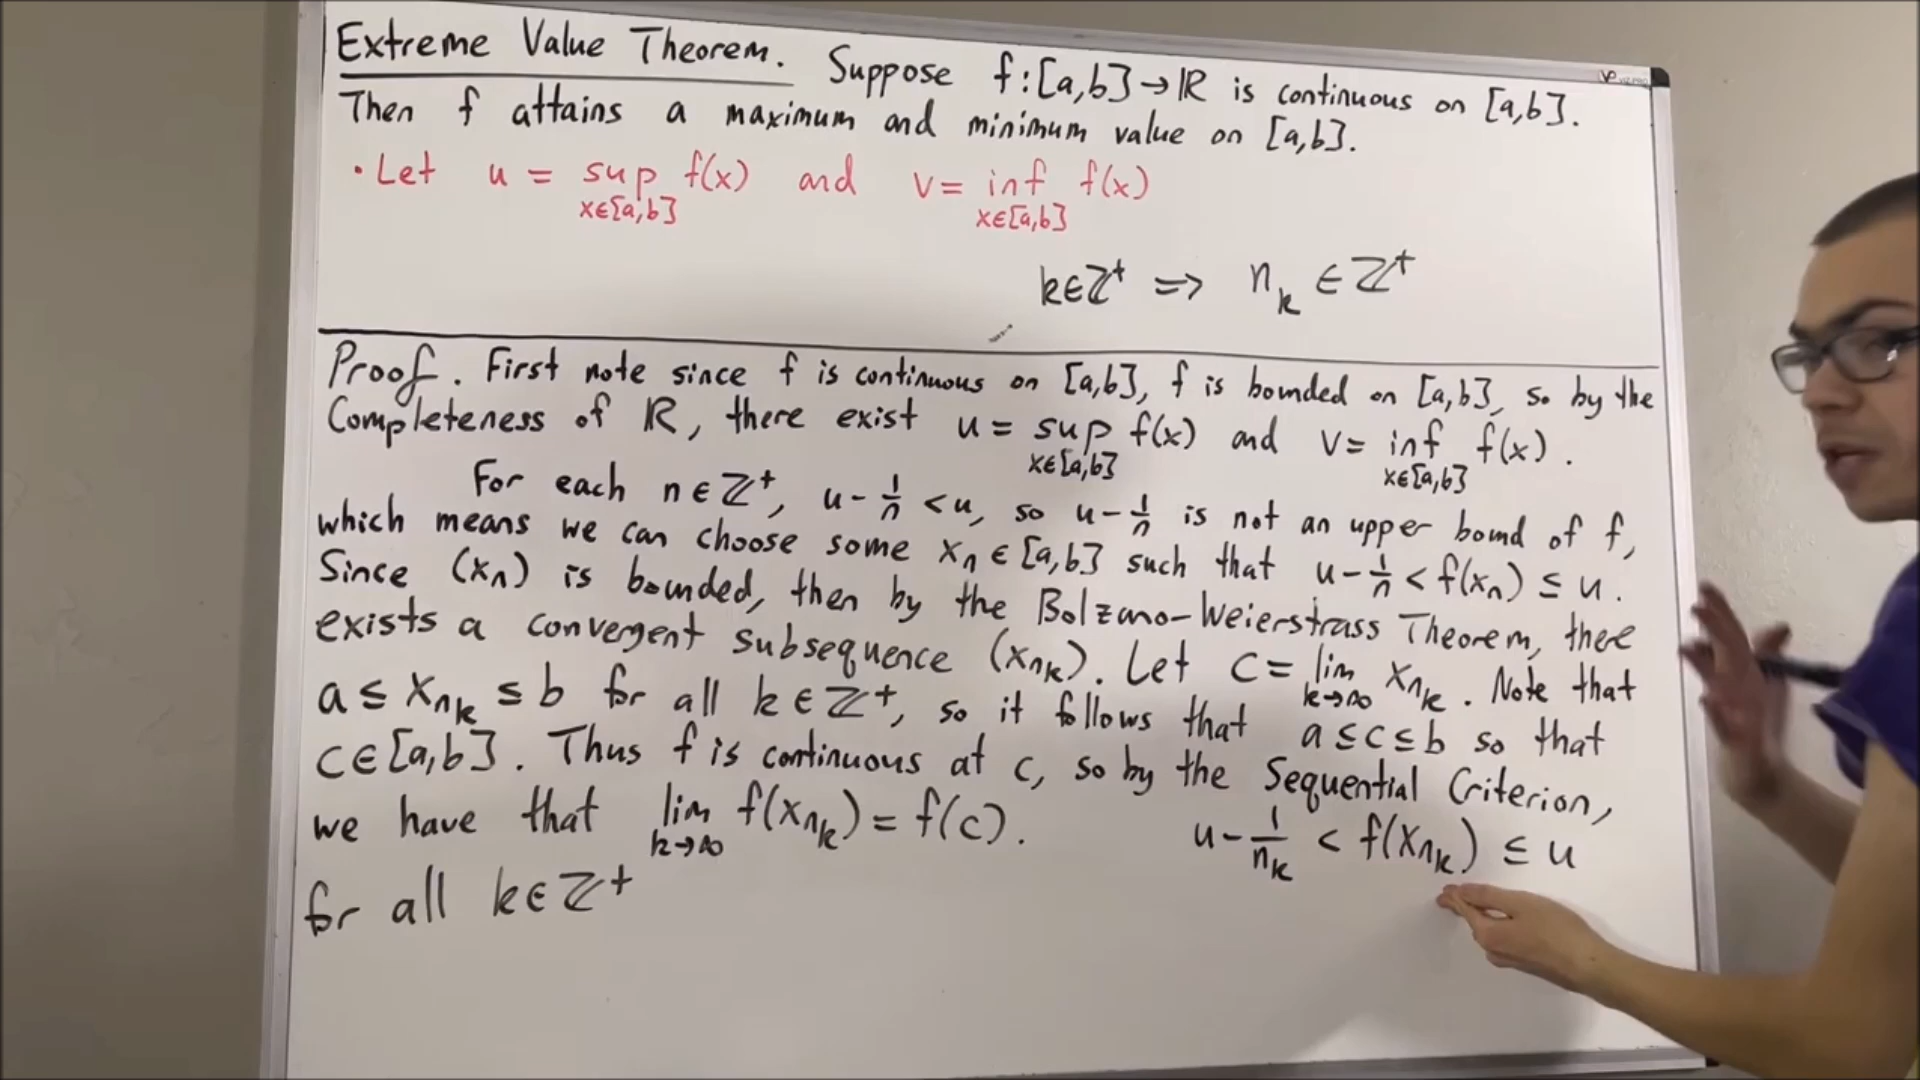 Extreme Value Theorem. Suppose f:[a,b]→ℝ is continuous on [a,b].
Then f attains a maximum and minimum value on [a,b].
• Let u = sup f(x) and v = inf f(x)
x∈[a,b] x∈[a,b]
k∈ℤ⁺ ⇒ n_k ∈ ℤ⁺
Proof. First note since f is continuous on [a,b], f is bounded on [a,b], so by the
Completeness of ℝ, there exist u = sup f(x) and v = inf f(x).
x∈[a,b] x∈[a,b]
For each n∈ℤ⁺, u - 1/n < u, so u - 1/n is not an upper bound of f,
which means we can choose some x_n ∈ [a,b] such that u - 1/n < f(x_n) ≤ u.
Since (x_n) is bounded, then by the Bolzano-Weierstrass Theorem, there
exists a convergent subsequence (x_{n_k}). Let c = lim x_{n_k}. Note that
k→∞
a ≤ x_{n_k} ≤ b for all k∈ℤ⁺, so it follows that a≤c≤b so that
c∈[a,b]. Thus f is continuous at c, so by the Sequential Criterion,
we have that lim f(x_{n_k}) = f(c). u - 1/n_k < f(x_{n_k}) ≤ u
k→∞
for all k∈ℤ⁺